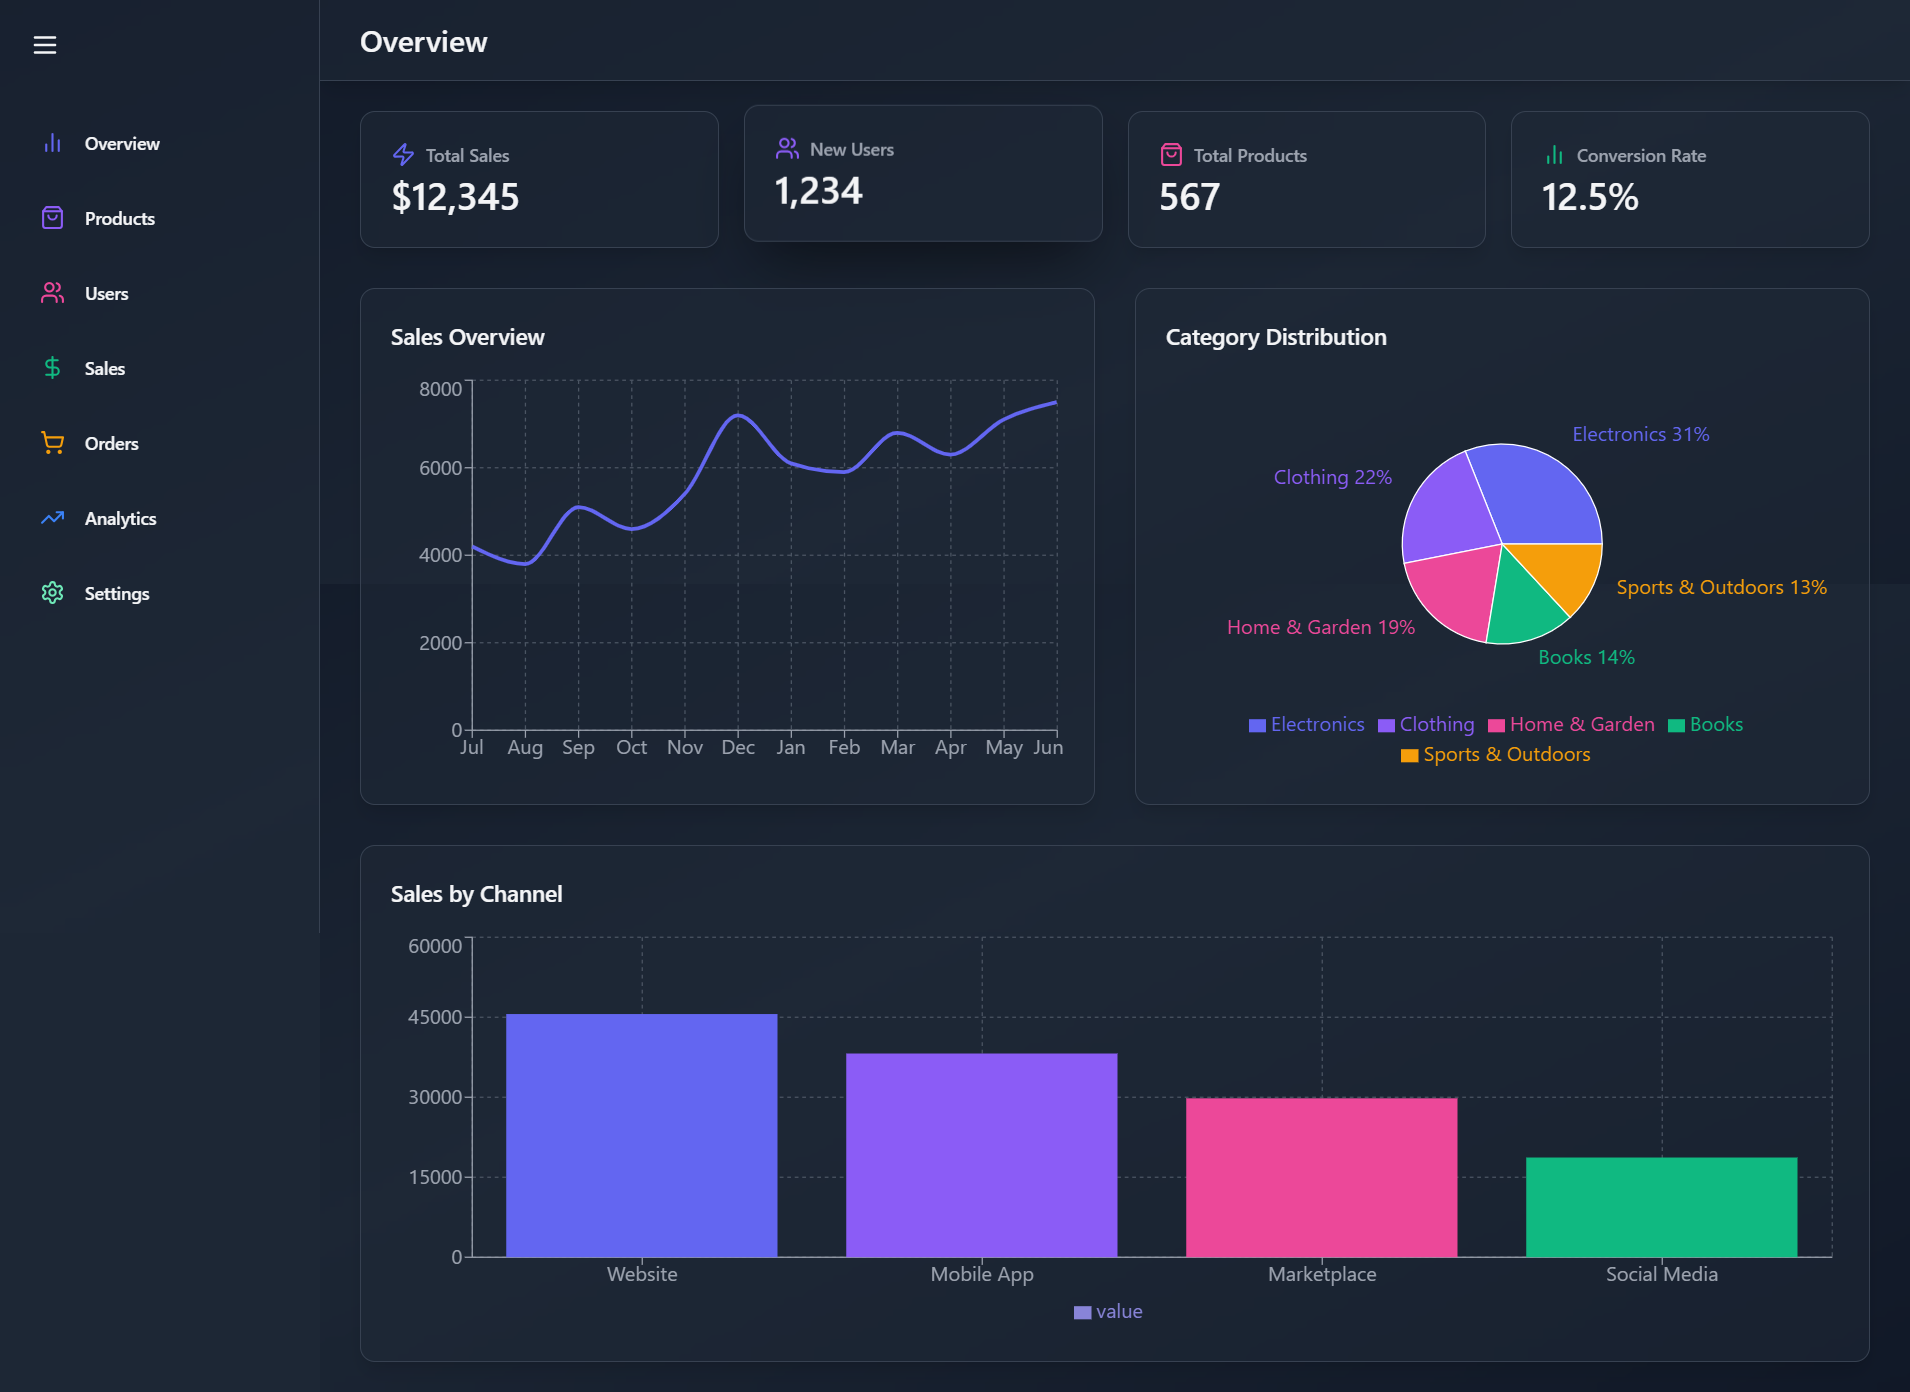 Overview
Overview
Products
Users
Sales
Orders
Analytics
Settings
Total Sales
$12,345
New Users
1,234
Total Products
567
Conversion Rate
12.5%
Sales Overview
8000
6000
4000
2000
0
Jul Aug Sep Oct Nov Dec Jan Feb Mar Apr May Jun
Category Distribution
Electronics 31%
Clothing 22%
Sports & Outdoors 13%
Home & Garden 19%
Books 14%
Electronics Clothing Home & Garden Books
Sports & Outdoors
Sales by Channel
60000
45000
30000
15000
0
Website Mobile App Marketplace Social Media
value